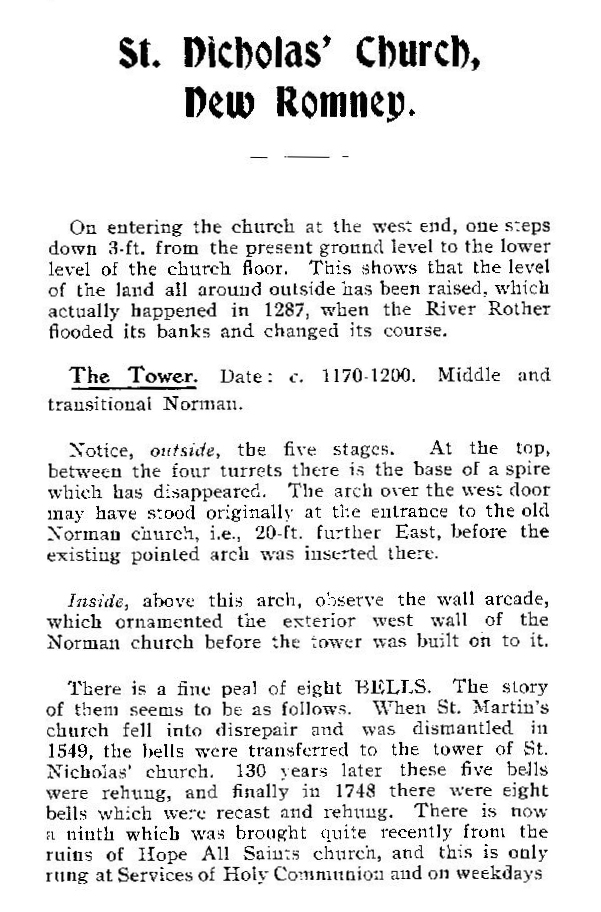 St. Nicholas' Church,
New Romney.
On entering the church at the west end, one steps
down 3-ft. from the present ground level to the lower
level of the church floor. This shows that the level
of the land all around outside has been raised, which
actually happened in 1287, when the River Rother
flooded its banks and changed its course.
The Tower. Date: c. 1170-1200. Middle and
transitional Norman.
Notice, outside, the five stages. At the top,
between the four turrets there is the base of a spire
which has disappeared. The arch over the west door
may have stood originally at the entrance to the old
Norman church, i.e., 20-ft. further East, before the
existing pointed arch was inserted there.
Inside, above this arch, observe the wall arcade,
which ornamented the exterior west wall of the
Norman church before the tower was built on to it.
There is a fine peal of eight BELLS. The story
of them seems to be as follows. When St. Martin's
church fell into disrepair and was dismantled in
1549, the bells were transferred to the tower of St.
Nicholas' church. 130 years later these five bells
were rehung, and finally in 1748 there were eight
bells which were recast and rehung. There is now
a ninth which was brought quite recently from the
ruins of Hope All Saints church, and this is only
rung at Services of Holy Communion and on weekdays